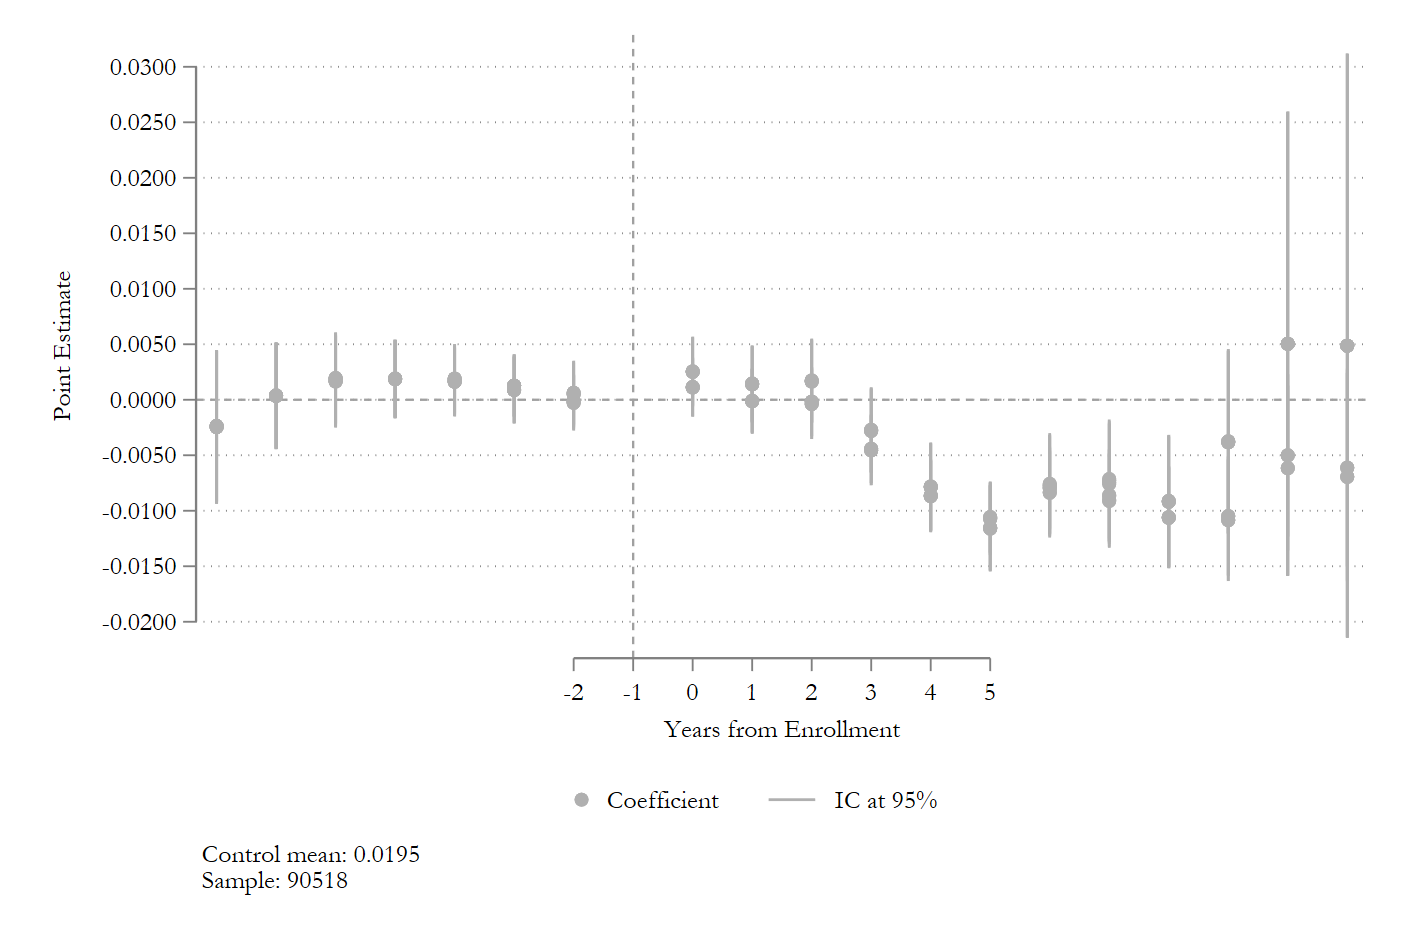 0.0300
0.0250
0.0200
0.0150
0.0100
0.0050
0.0000
-0.0050
-0.0100
-0.0150
-0.0200
Point Estimate
-2 -1 0 1 2 3 4 5
Years from Enrollment
Coefficient IC at 95%
Control mean: 0.0195
Sample: 90518